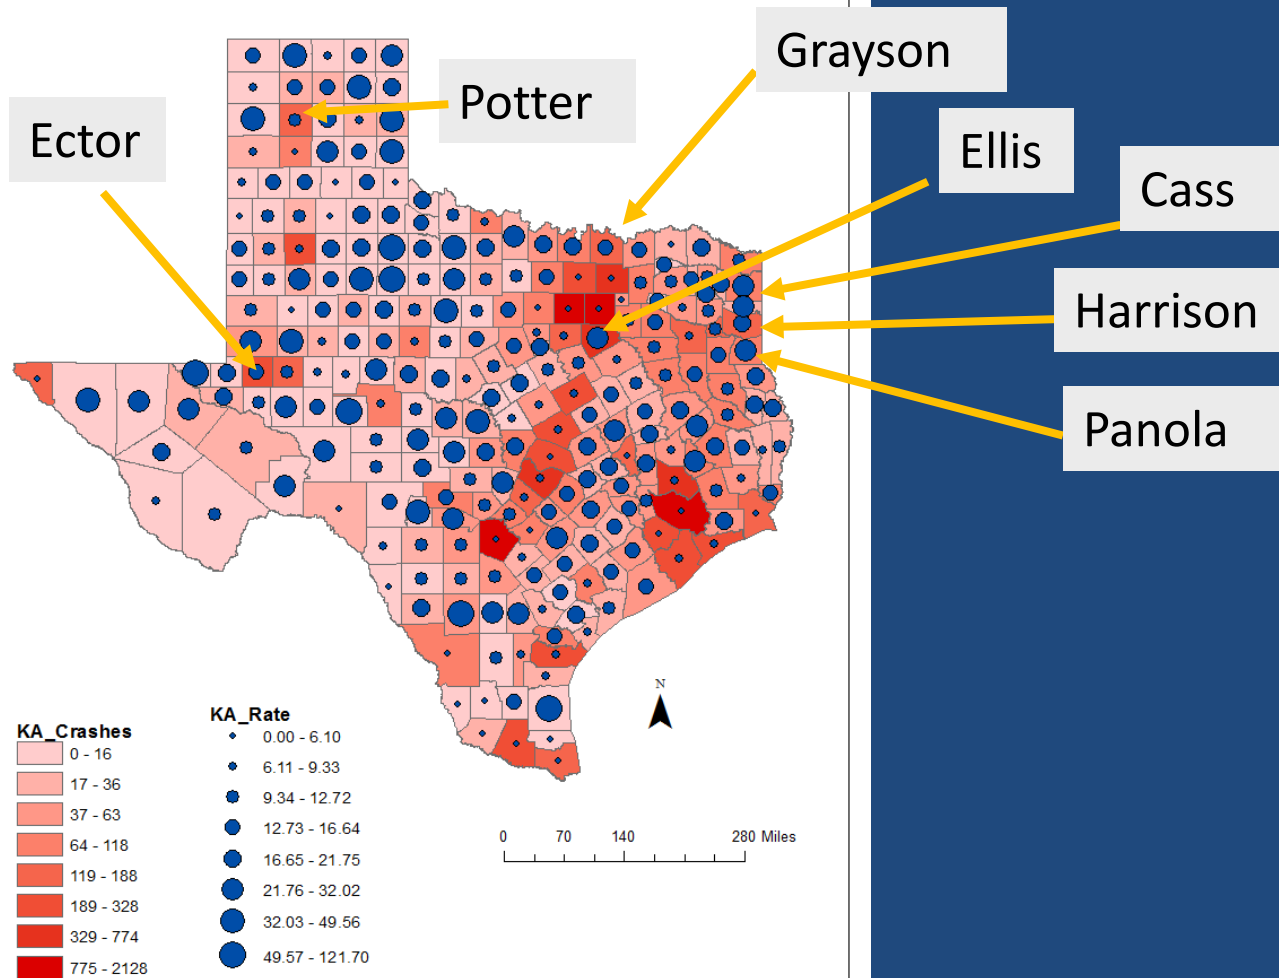 Grayson
Potter
Ector
Ellis
Cass
Harrison
Panola
N
KA_Crashes
0 - 16
17 - 36
37 - 63
64 - 118
119 - 188
189 - 328
329 - 774
775 - 2128
KA_Rate
0.00 - 6.10
6.11 - 9.33
9.34 - 12.72
12.73 - 16.64
16.65 - 21.75
21.76 - 32.02
32.03 - 49.56
49.57 - 121.70
0 70 140 280 Miles